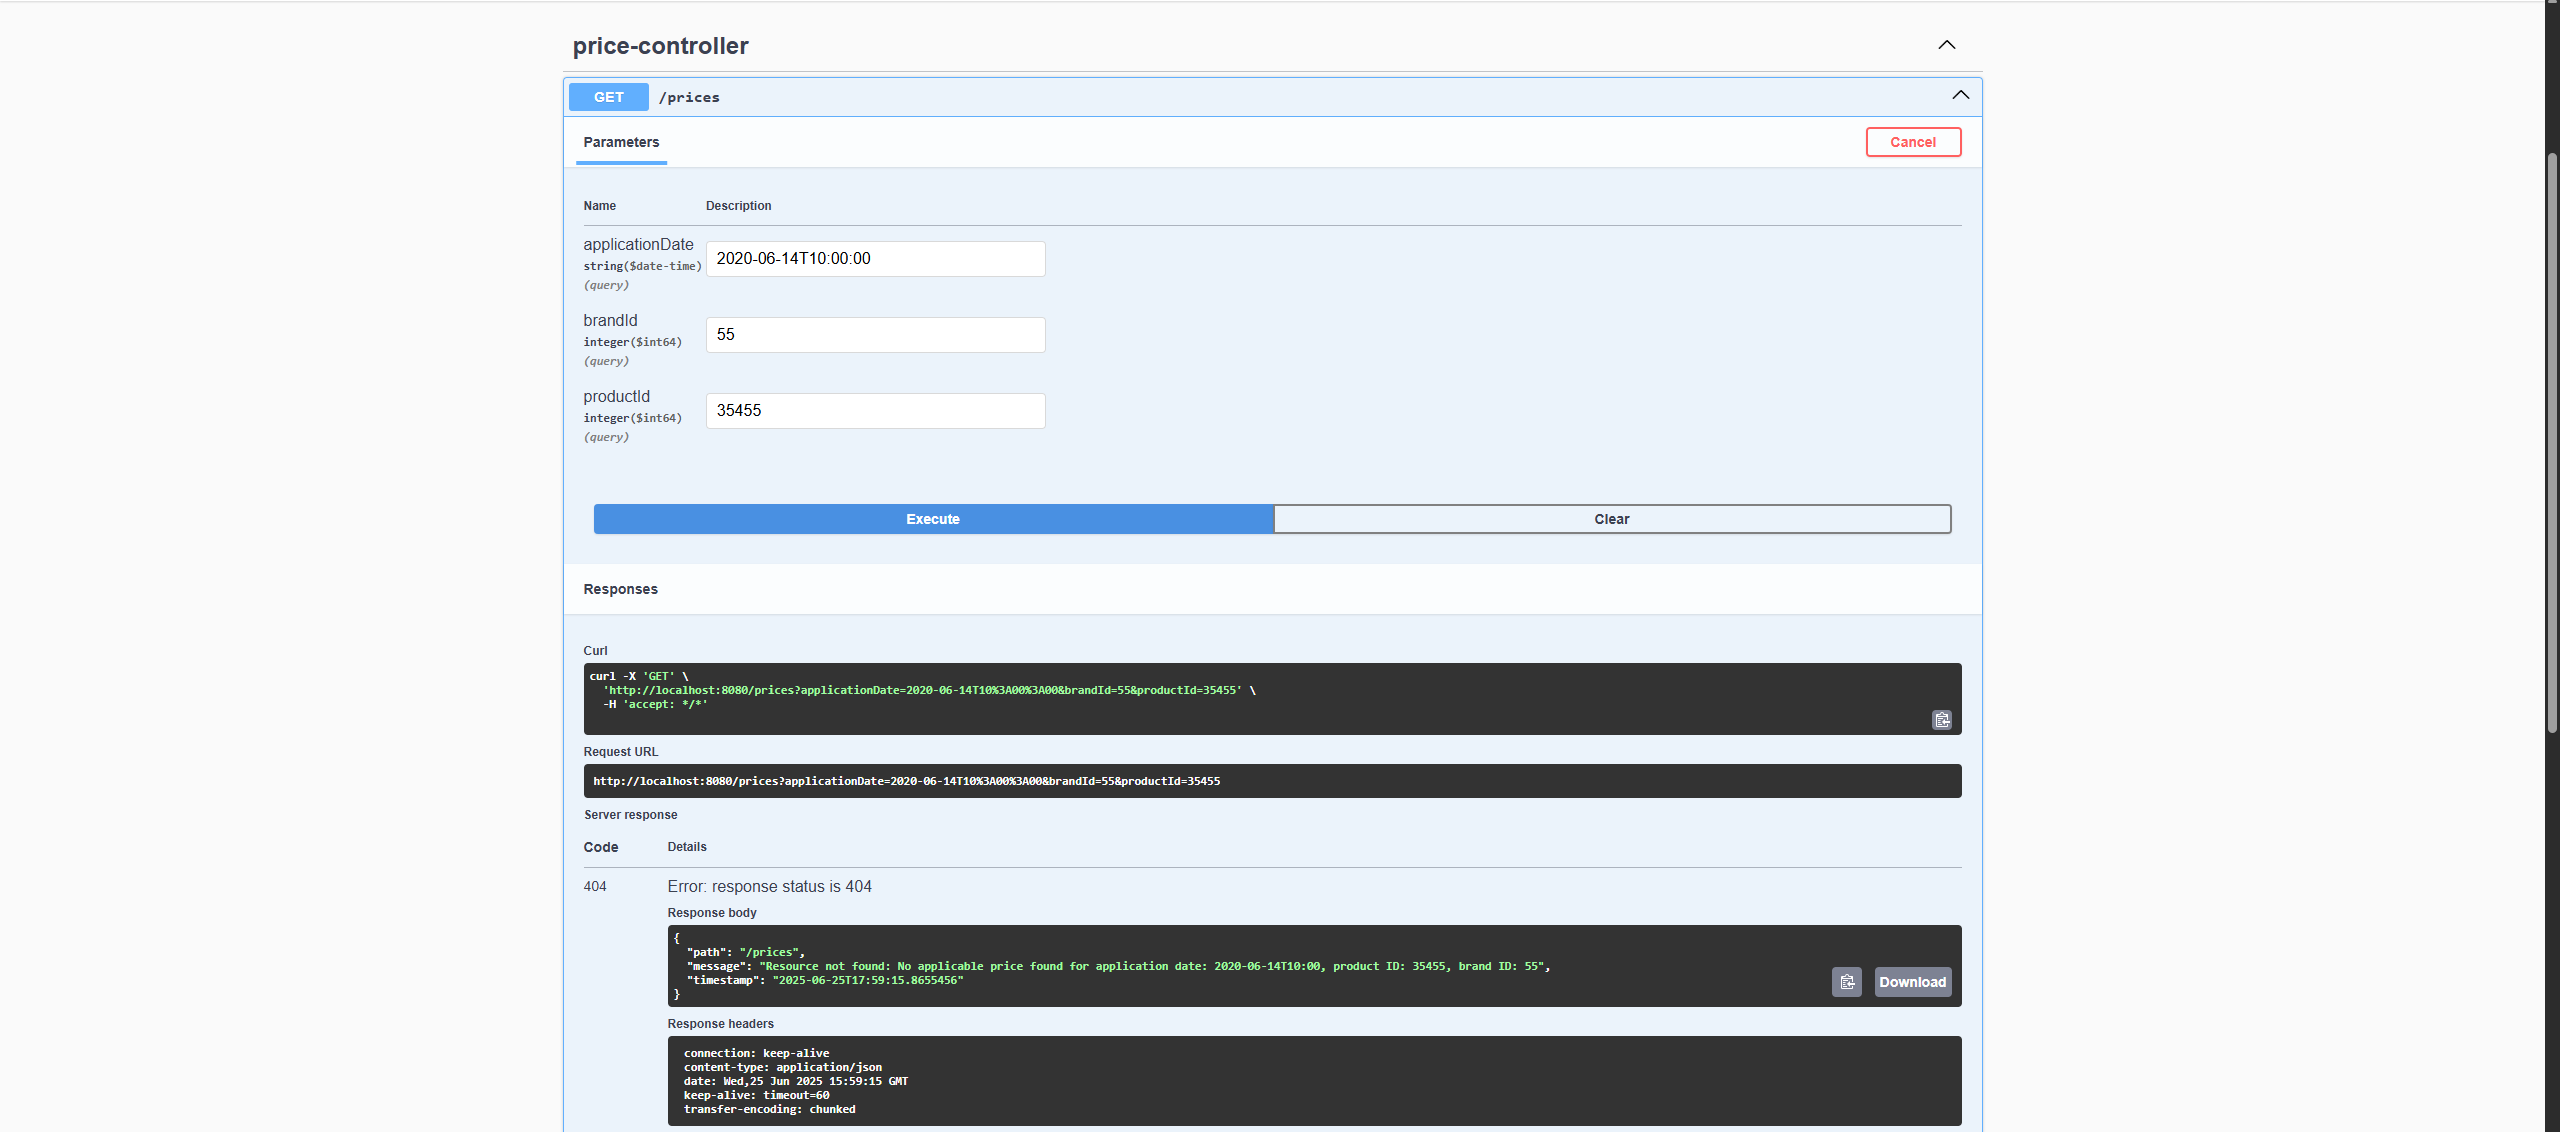 price-controller
GET /prices
Parameters
Cancel
Name Description
applicationDate
string($date-time)
(query)
2020-06-14T10:00:00
brandId
integer($int64)
(query)
55
productId
integer($int64)
(query)
35455
Execute Clear
Responses
Curl
curl -X 'GET' \
'http://localhost:8080/prices?applicationDate=2020-06-14T10%3A00%3A00&brandId=55&productId=35455' \
-H 'accept: */*'
Request URL
http://localhost:8080/prices?applicationDate=2020-06-14T10%3A00%3A00&brandId=55&productId=35455
Server response
Code Details
404 Error: response status is 404
Response body
{
"path": "/prices",
"message": "Resource not found: No applicable price found for application date: 2020-06-14T10:00, product ID: 35455, brand ID: 55",
"timestamp": "2025-06-25T17:59:15.8655456"
}
Download
Response headers
connection: keep-alive
content-type: application/json
date: Wed,25 Jun 2025 15:59:15 GMT
keep-alive: timeout=60
transfer-encoding: chunked